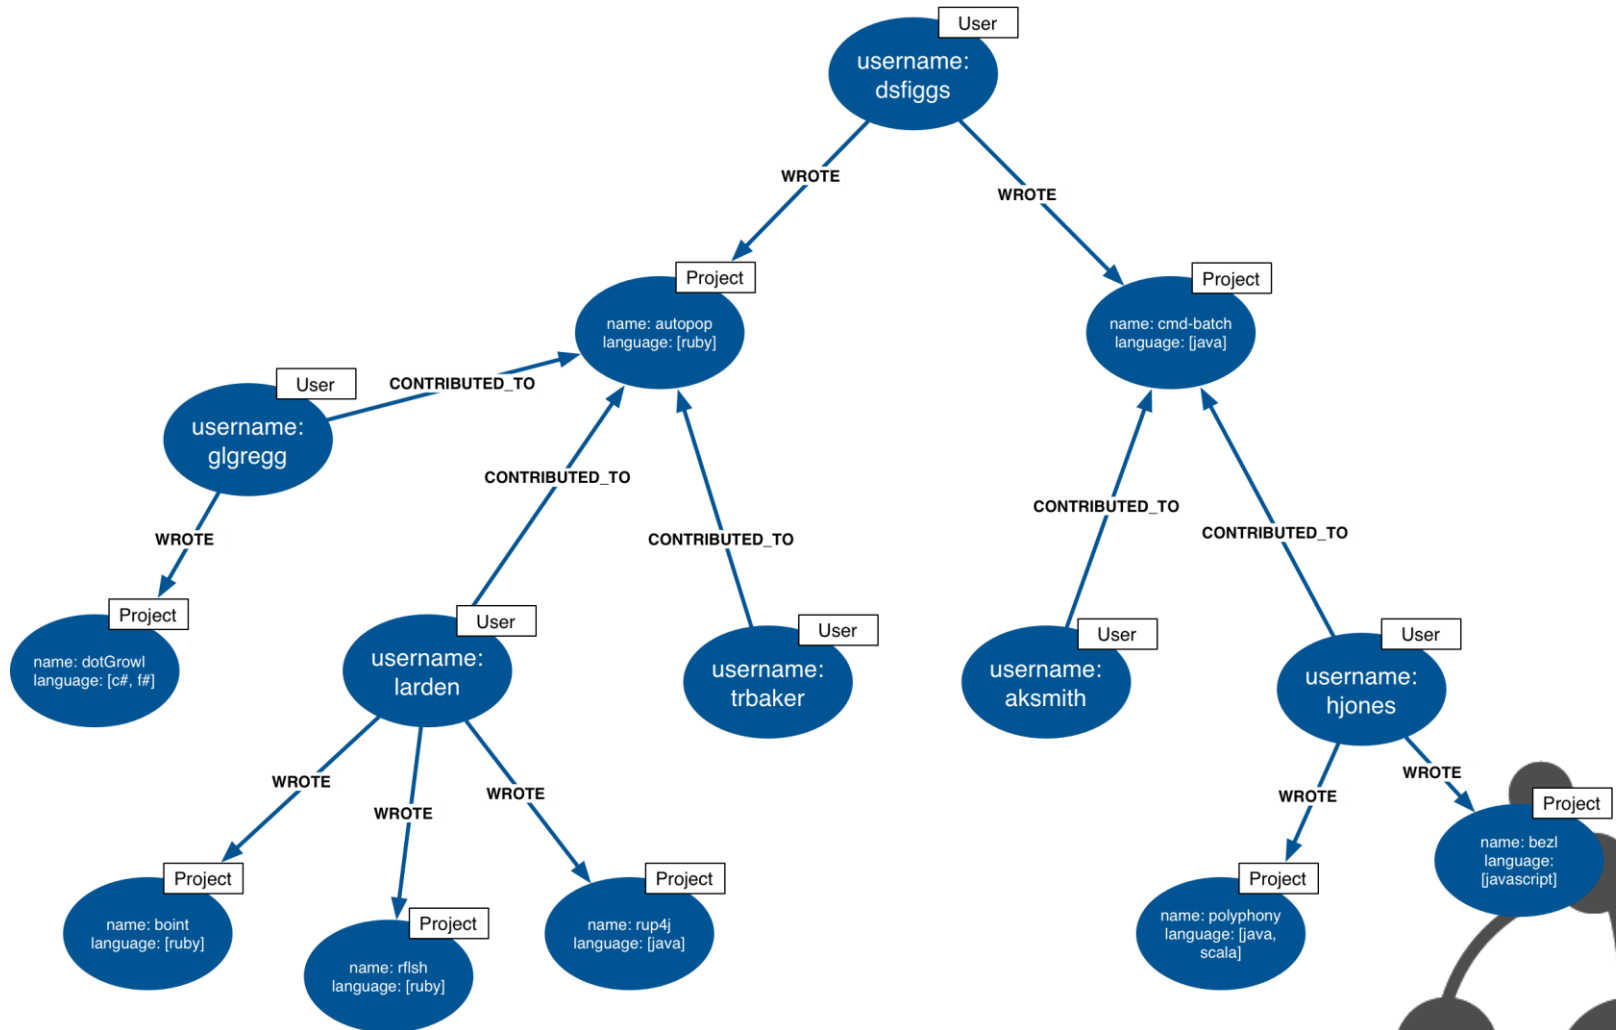 User
username:
dsfiggs
WROTE
WROTE
Project
name: autopop
language: [ruby]
Project
name: cmd-batch
language: [java]
CONTRIBUTED_TO
User
username:
glgregg
CONTRIBUTED_TO
CONTRIBUTED_TO
CONTRIBUTED_TO
CONTRIBUTED_TO
WROTE
Project
name: dotGrowl
language: [c#, f#]
User
username:
larden
User
username:
trbaker
User
username:
aksmith
User
username:
hjones
WROTE
WROTE
WROTE
WROTE
WROTE
Project
name: boint
language: [ruby]
Project
name: rflsh
language: [ruby]
Project
name: rup4j
language: [java]
Project
name: polyphony
language: [java,
scala]
Project
name: bezl
language:
[javascript]